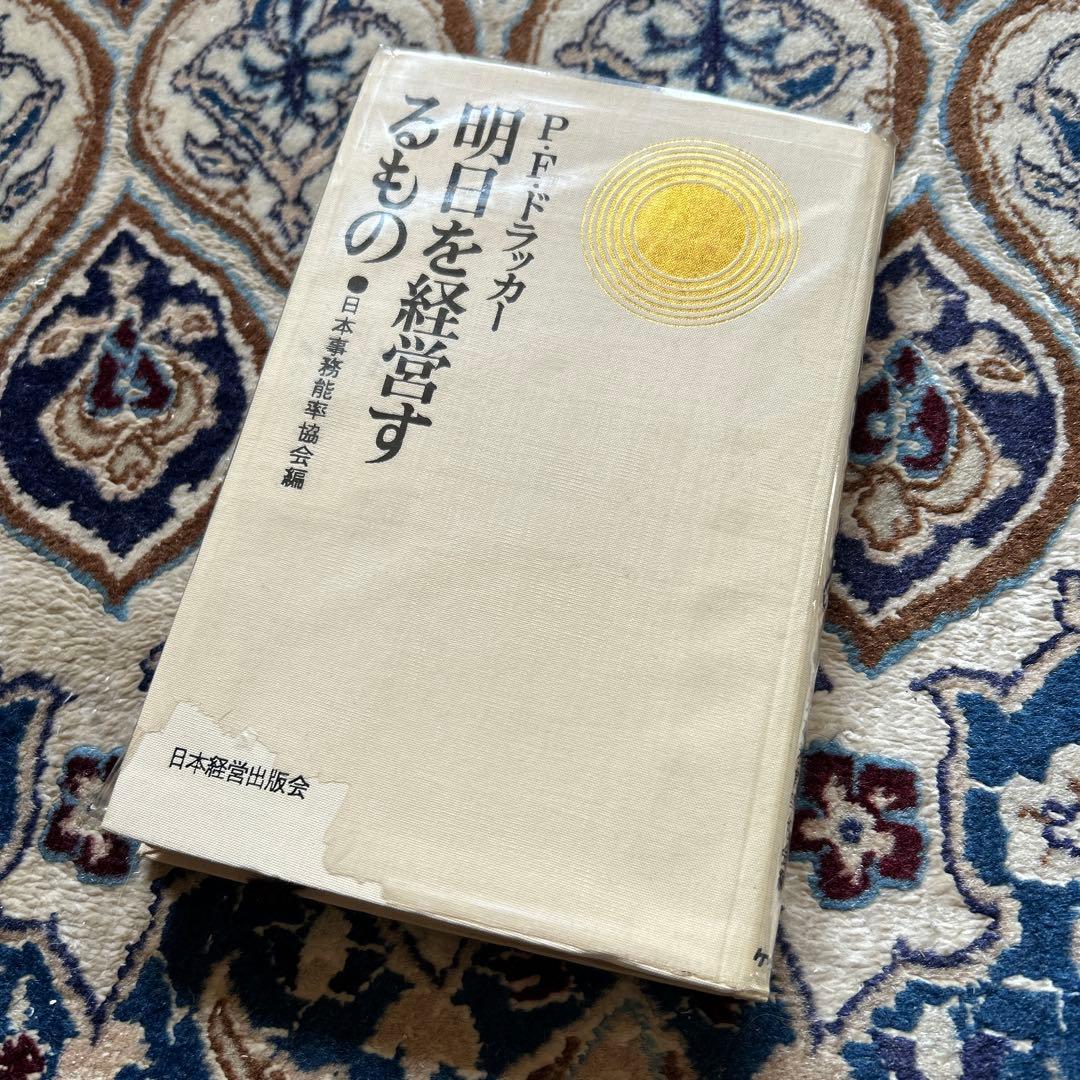 P・F・ドラッカー
明日を経営す
るもの●日本事務能率協会編
日本経営出版会